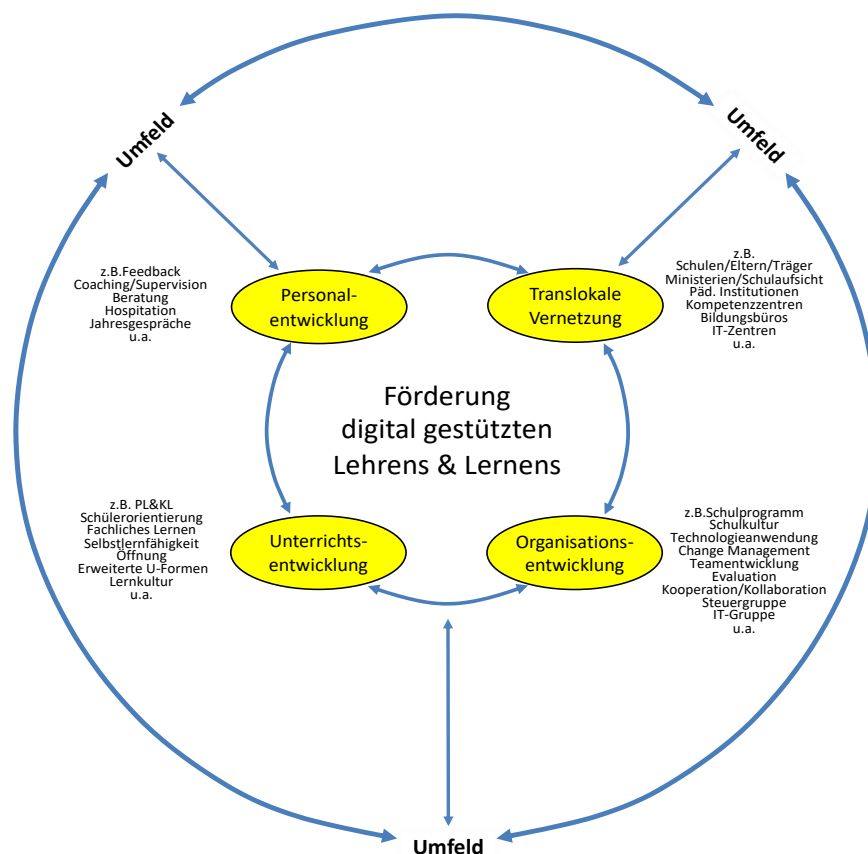 Umfeld
Umfeld
z.B.Feedback
Coaching/Supervision
Beratung
Hospitation
Jahresgespräche
u.a.
Personal-
entwicklung
Translokale
Vernetzung
z.B.
Schulen/Eltern/Träger
Ministerien/Schulaufsicht
Päd. Institutionen
Kompetenzzentren
Bildungsbüros
IT-Zentren
u.a.
Förderung
digital gestützten
Lehrens & Lernens
z.B. PL&KL
Schülerorientierung
Fachliches Lernen
Selbstlernfähigkeit
Öffnung
Erweiterte U-Formen
Lernkultur
u.a.
Unterrichts-
entwicklung
Organisations-
entwicklung
z.B.Schulprogramm
Schulkultur
Technologieanwendung
Change Management
Teamentwicklung
Evaluation
Kooperation/Kollaboration
Steuergruppe
IT-Gruppe
u.a.
Umfeld